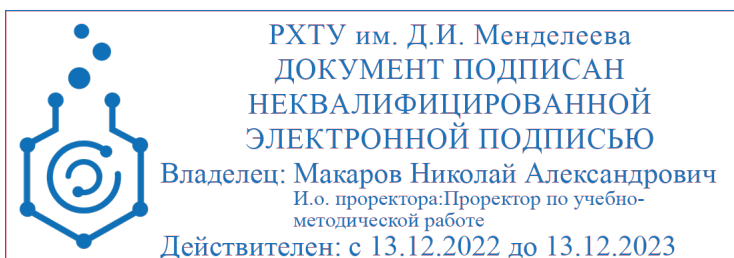 РХТУ им. Д.И. Менделеева
ДОКУМЕНТ ПОДПИСАН
НЕКВАЛИФИЦИРОВАННОЙ
ЭЛЕКТРОННОЙ ПОДПИСЬЮ
Владелец: Макаров Николай Александрович
И.о. проректора:Проректор по учебно-
методической работе
Действителен: с 13.12.2022 до 13.12.2023